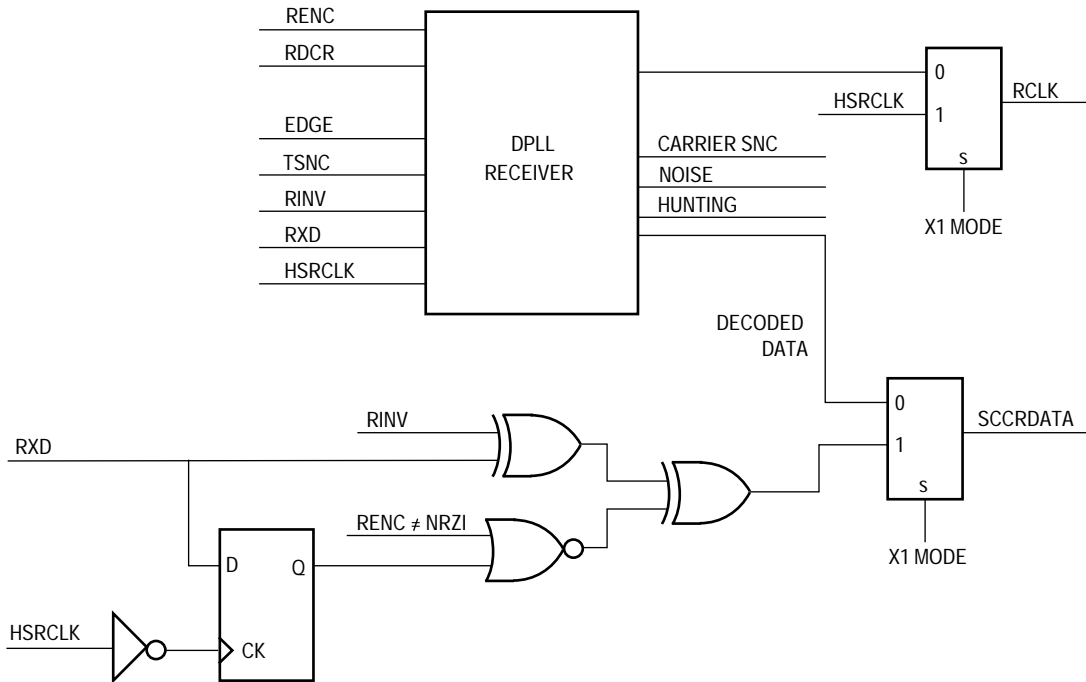 RENC
RDCR
EDGE
TSNC
RINV
RXD
HSRCLK
DPLL
RECEIVER
CARRIER SNC
NOISE
HUNTING
HSRCLK
0
1
S
RCLK
X1 MODE
DECODED
DATA
0
1
S
SCCRDATA
X1 MODE
RINV
RXD
RENC ≠ NRZI
D
Q
CK
HSRCLK